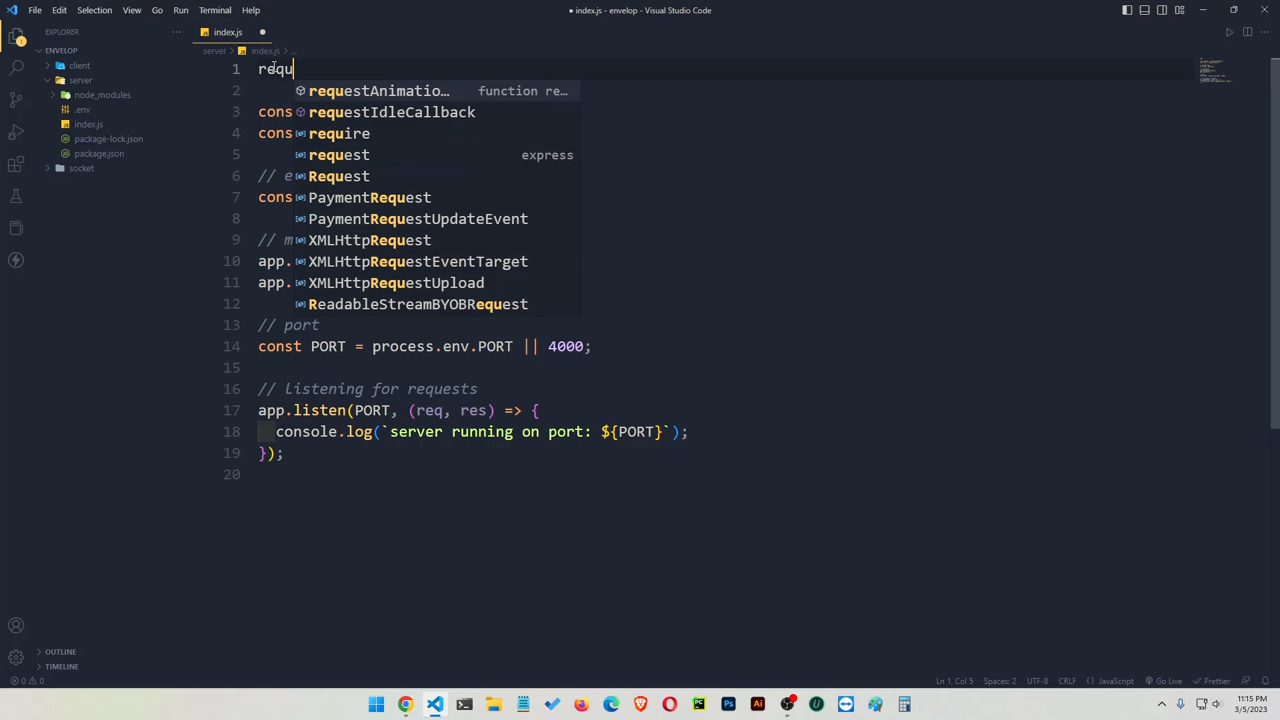 File Edit Selection View Go Run Terminal Help
● index.js - envelop - Visual Studio Code
EXPLORER
index.js
ENVELOP
client
server
node_modules
.env
index.js
package-lock.json
package.json
socket
server > index.js > ...
1 requ
2
3 cons
4 cons
5
6 // e
7 cons
8
9 // m
10 app.
11 app.
12
13 // port
14 const PORT = process.env.PORT || 4000;
15
16 // listening for requests
17 app.listen(PORT, (req, res) => {
18 console.log(`server running on port: ${PORT}`);
19 });
20
requestAnimatio... function re...
requestIdleCallback
require
request express
Request
PaymentRequest
PaymentRequestUpdateEvent
XMLHttpRequest
XMLHttpRequestEventTarget
XMLHttpRequestUpload
ReadableStreamBYOBRequest
OUTLINE
TIMELINE
0 0
Ln 1, Col 5 Spaces: 2 UTF-8 CRLF {} JavaScript Go Live Prettier
PC Ps Ai U
11:15 PM
3/5/2023